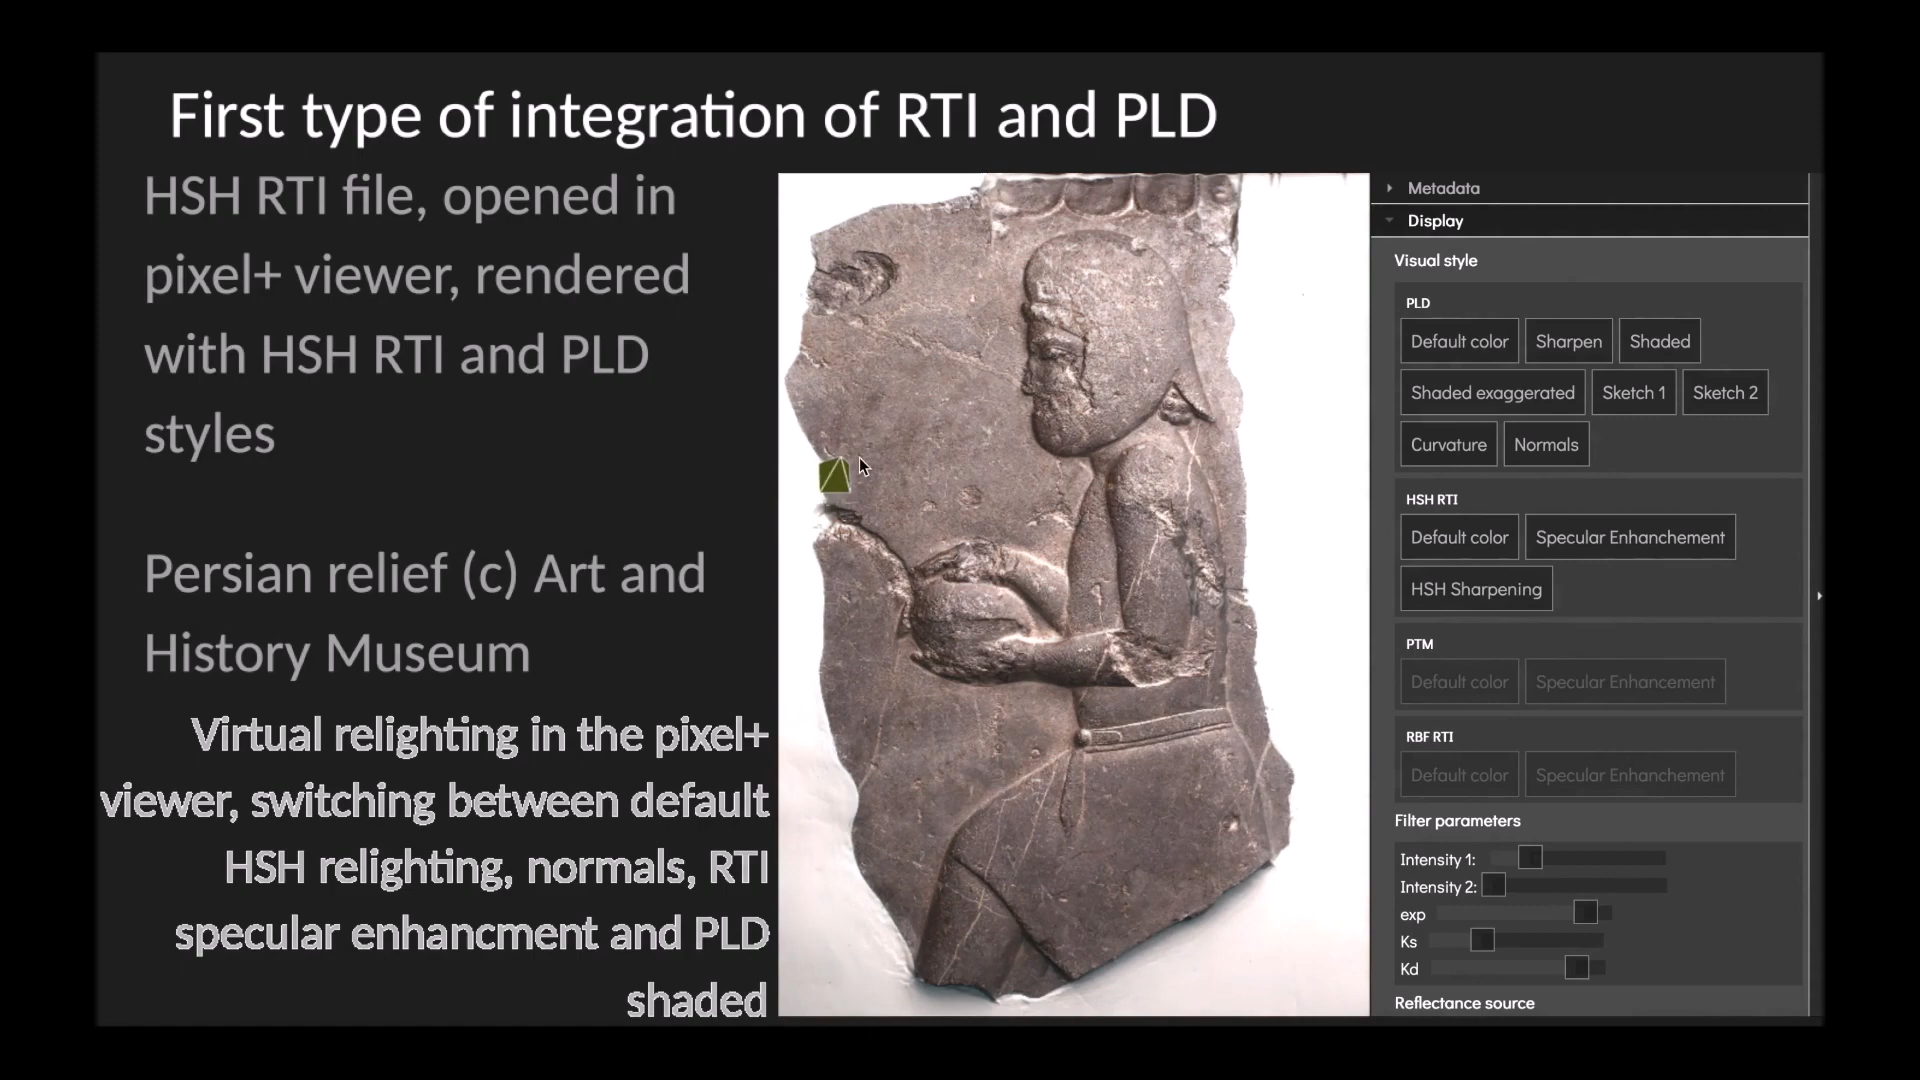 First type of integration of RTI and PLD
HSH RTI file, opened in
pixel+ viewer, rendered
with HSH RTI and PLD
styles
Persian relief (c) Art and
History Museum
Virtual relighting in the pixel+
viewer, switching between default
HSH relighting, normals, RTI
specular enhancment and PLD
shaded
Metadata
Display
Visual style
PLD
Default color Sharpen Shaded
Shaded exaggerated Sketch 1 Sketch 2
Curvature Normals
HSH RTI
Default color Specular Enhanchement
HSH Sharpening
PTM
Default color Specular Enhancement
RBF RTI
Default color Specular Enhanchement
Filter parameters
Intensity 1:
Intensity 2:
exp
Ks
Kd
Reflectance source